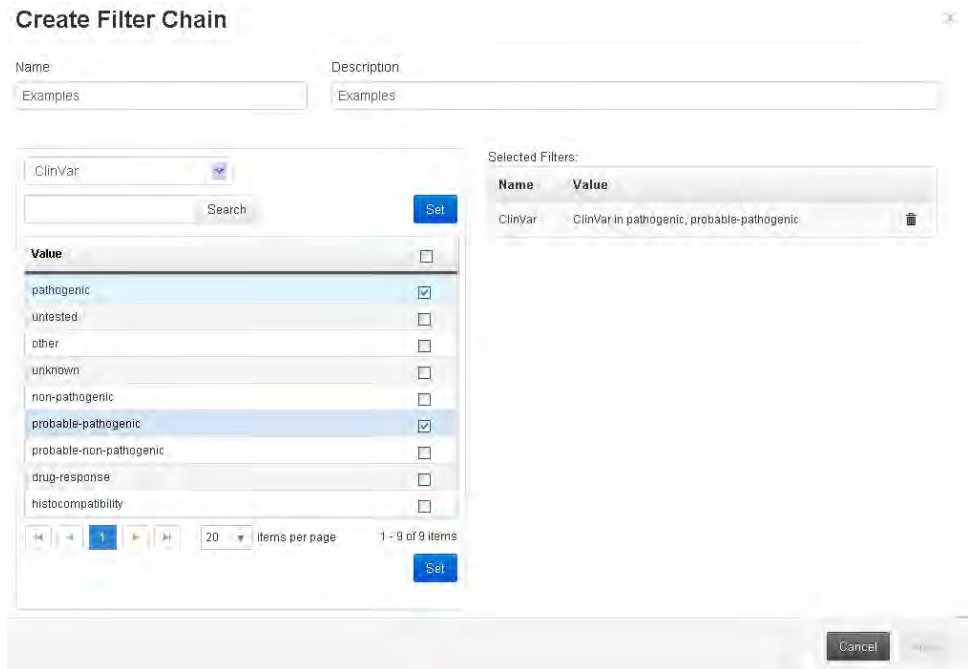 Create Filter Chain
Name
Description
Examples
Examples
ClinVar
Search
Set
Value
pathogenic
untested
other
unknown
non-pathogenic
probable-pathogenic
probable-non-pathogenic
drug-response
histocompatibility
1
20
items per page
1 - 9 of 9 items
Set
Selected Filters:
Name Value
ClinVar ClinVar in pathogenic, probable-pathogenic
Cancel